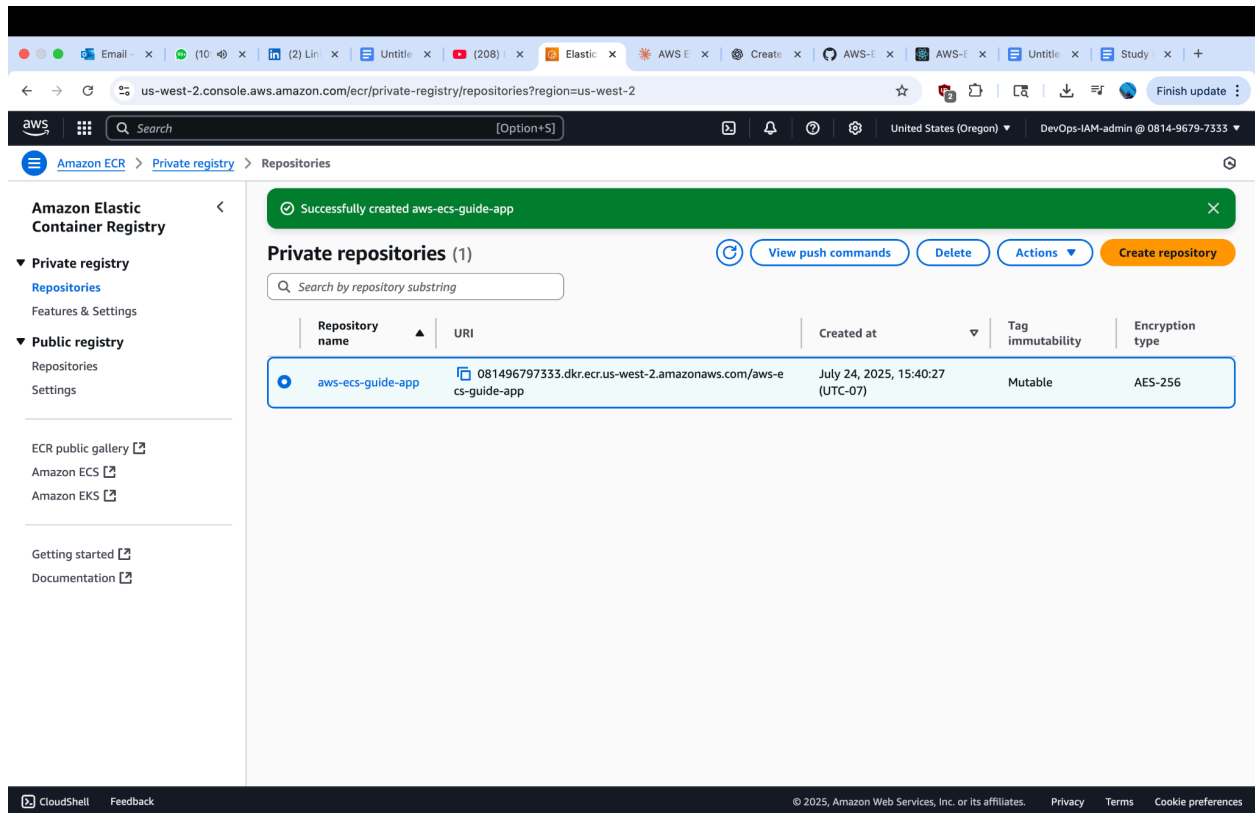 Email -
(10
(2) Lin
Untitle
(208)
Elastic
AWS E
Create
AWS-E
AWS-E
Untitle
Study
us-west-2.console.aws.amazon.com/ecr/private-registry/repositories?region=us-west-2
2
Finish update
aws
Search
[Option+S]
United States (Oregon)
DevOps-IAM-admin @ 0814-9679-7333
Amazon ECR > Private registry > Repositories
Amazon Elastic
Container Registry
Private registry
Repositories
Features & Settings
Public registry
Repositories
Settings
ECR public gallery
Amazon ECS
Amazon EKS
Getting started
Documentation
Successfully created aws-ecs-guide-app
Private repositories (1)
View push commands
Delete
Actions
Create repository
Search by repository substring
Repository
name
URI
Created at
Tag
immutability
Encryption
type
aws-ecs-guide-app
081496797333.dkr.ecr.us-west-2.amazonaws.com/aws-e
cs-guide-app
July 24, 2025, 15:40:27
(UTC-07)
Mutable
AES-256
CloudShell
Feedback
© 2025, Amazon Web Services, Inc. or its affiliates.
Privacy
Terms
Cookie preferences